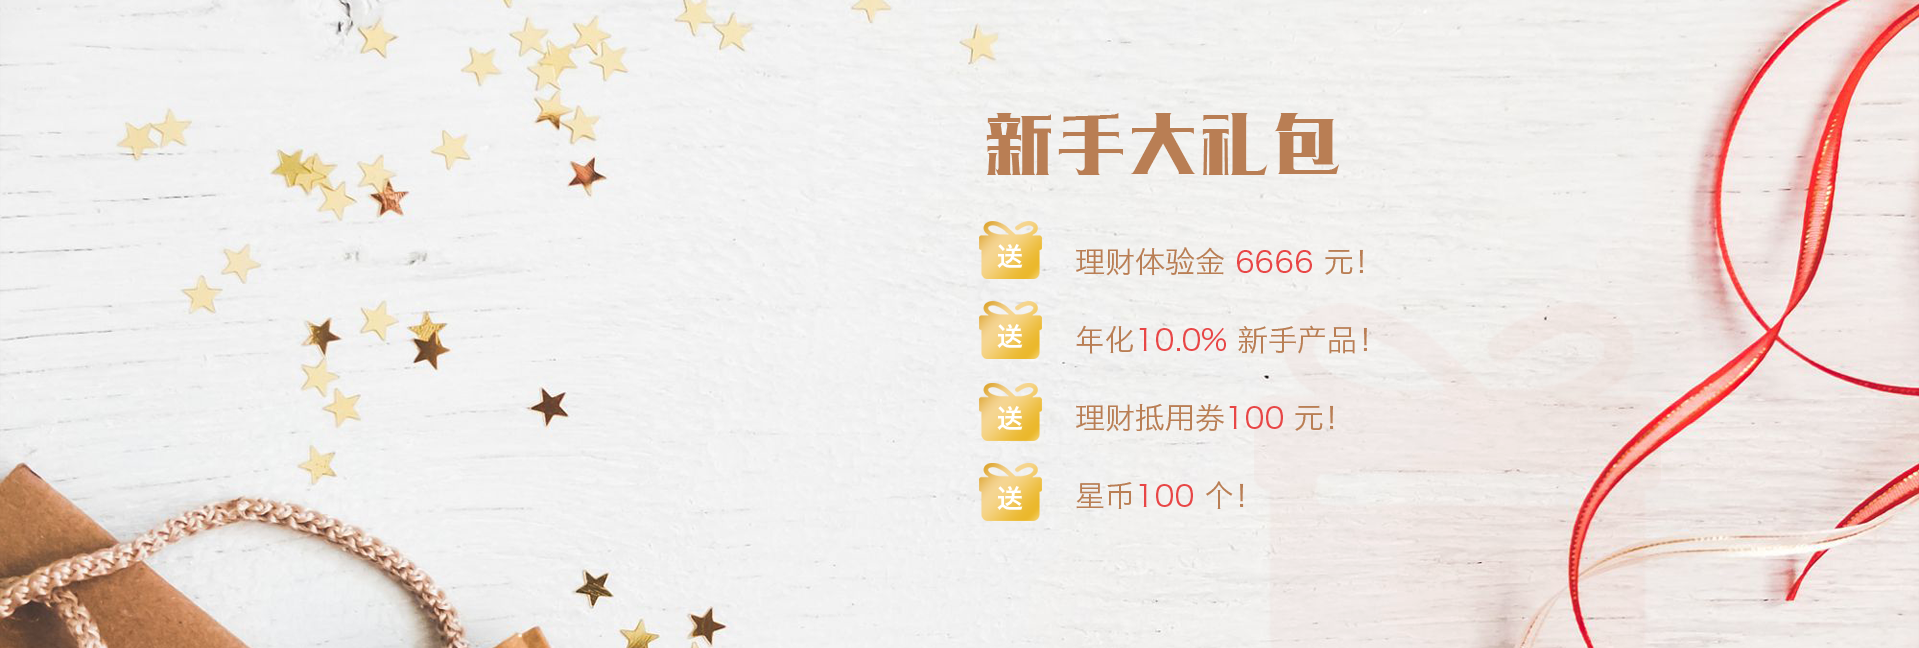 新手大礼包
送 理财体验金 6666 元!
送 年化10.0% 新手产品!
送 理财抵用券100 元!
送 星币100 个!